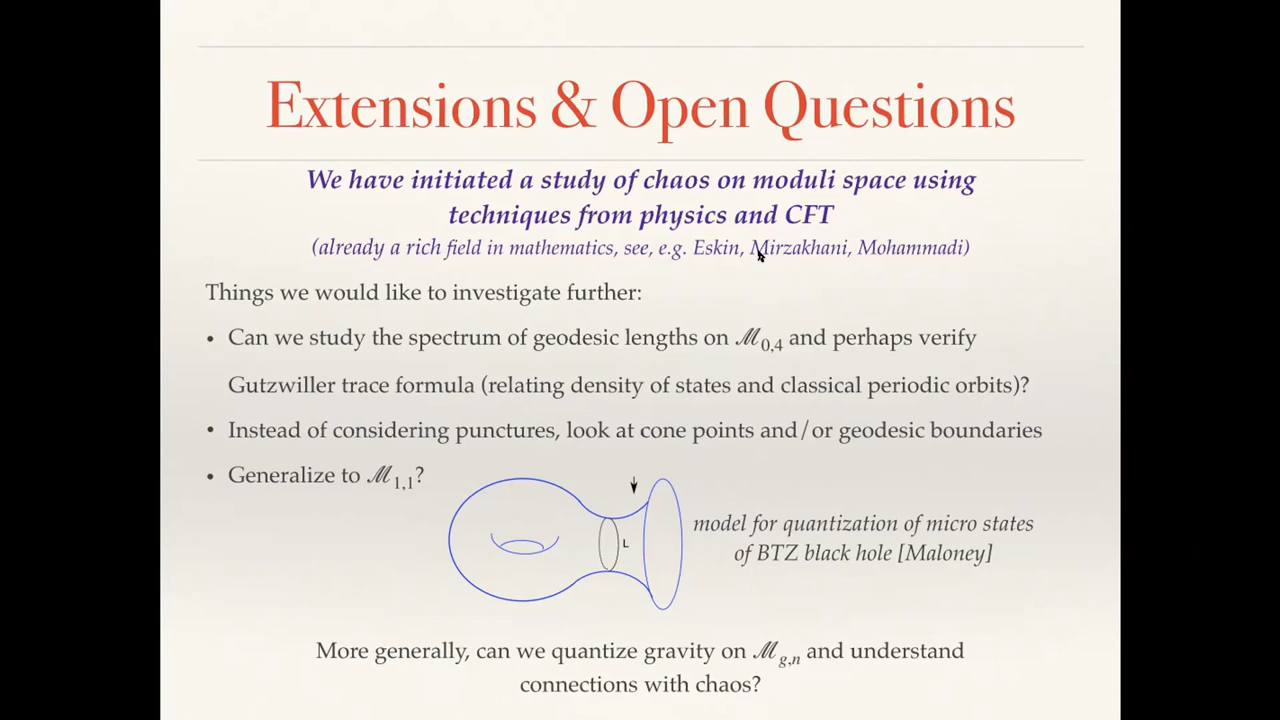 Extensions & Open Questions
We have initiated a study of chaos on moduli space using
techniques from physics and CFT
(already a rich field in mathematics, see, e.g. Eskin, Mirzakhani, Mohammadi)
Things we would like to investigate further:
• Can we study the spectrum of geodesic lengths on ℳ₀,₄ and perhaps verify
Gutzwiller trace formula (relating density of states and classical periodic orbits)?
• Instead of considering punctures, look at cone points and/or geodesic boundaries
• Generalize to ℳ₁,₁?
L
model for quantization of micro states
of BTZ black hole [Maloney]
More generally, can we quantize gravity on ℳg,n and understand
connections with chaos?